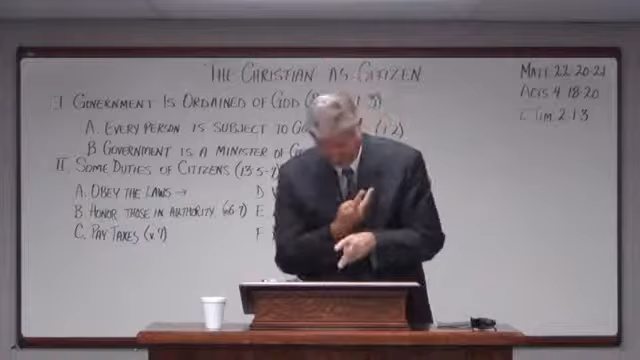 THE CHRISTIAN AS CITIZEN
I GOVERNMENT IS ORDAINED OF GOD
A. EVERY PERSON IS SUBJECT TO
B GOVERNMENT IS A MINISTER OF
II. SOME DUTIES OF CITIZENS (13:5-7)
A. OBEY THE LAWS →
B HONOR THOSE IN AUTHORITY
C. PAY TAXES (v.7)
D
E.
F
MATT 22:20-21
ACTS 4:18-20
I TIM. 2:1-3